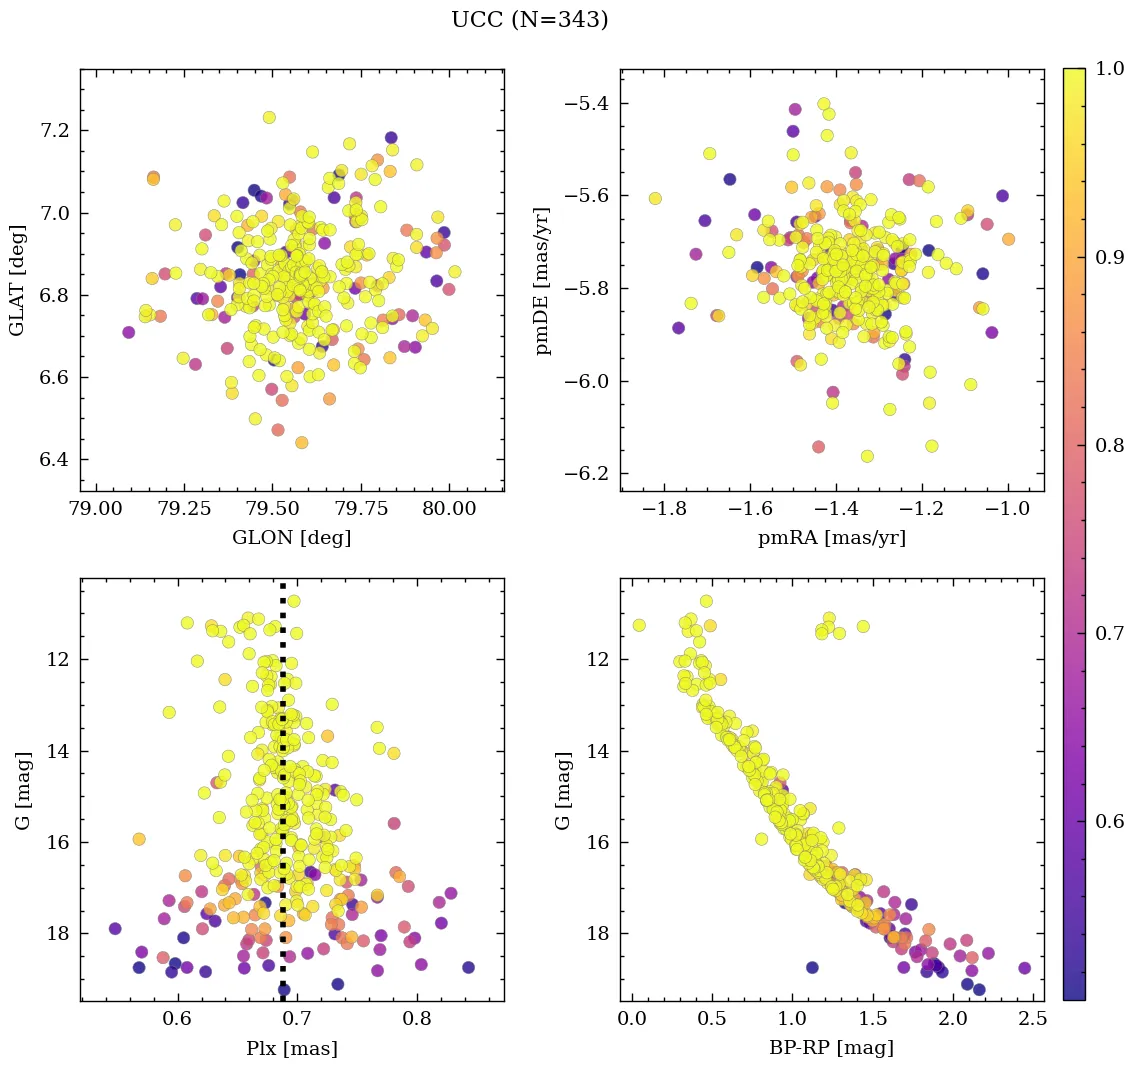 UCC (N=343)
7.2
7.0
6.8
6.6
6.4
GLAT [deg]
79.00 79.25 79.50 79.75 80.00
GLON [deg]
−5.4
−5.6
−5.8
−6.0
−6.2
pmDE [mas/yr]
−1.8 −1.6 −1.4 −1.2 −1.0
pmRA [mas/yr]
1.0
0.9
0.8
0.7
0.6
12
14
16
18
G [mag]
0.6 0.7 0.8
Plx [mas]
12
14
16
18
G [mag]
0.0 0.5 1.0 1.5 2.0 2.5
BP-RP [mag]